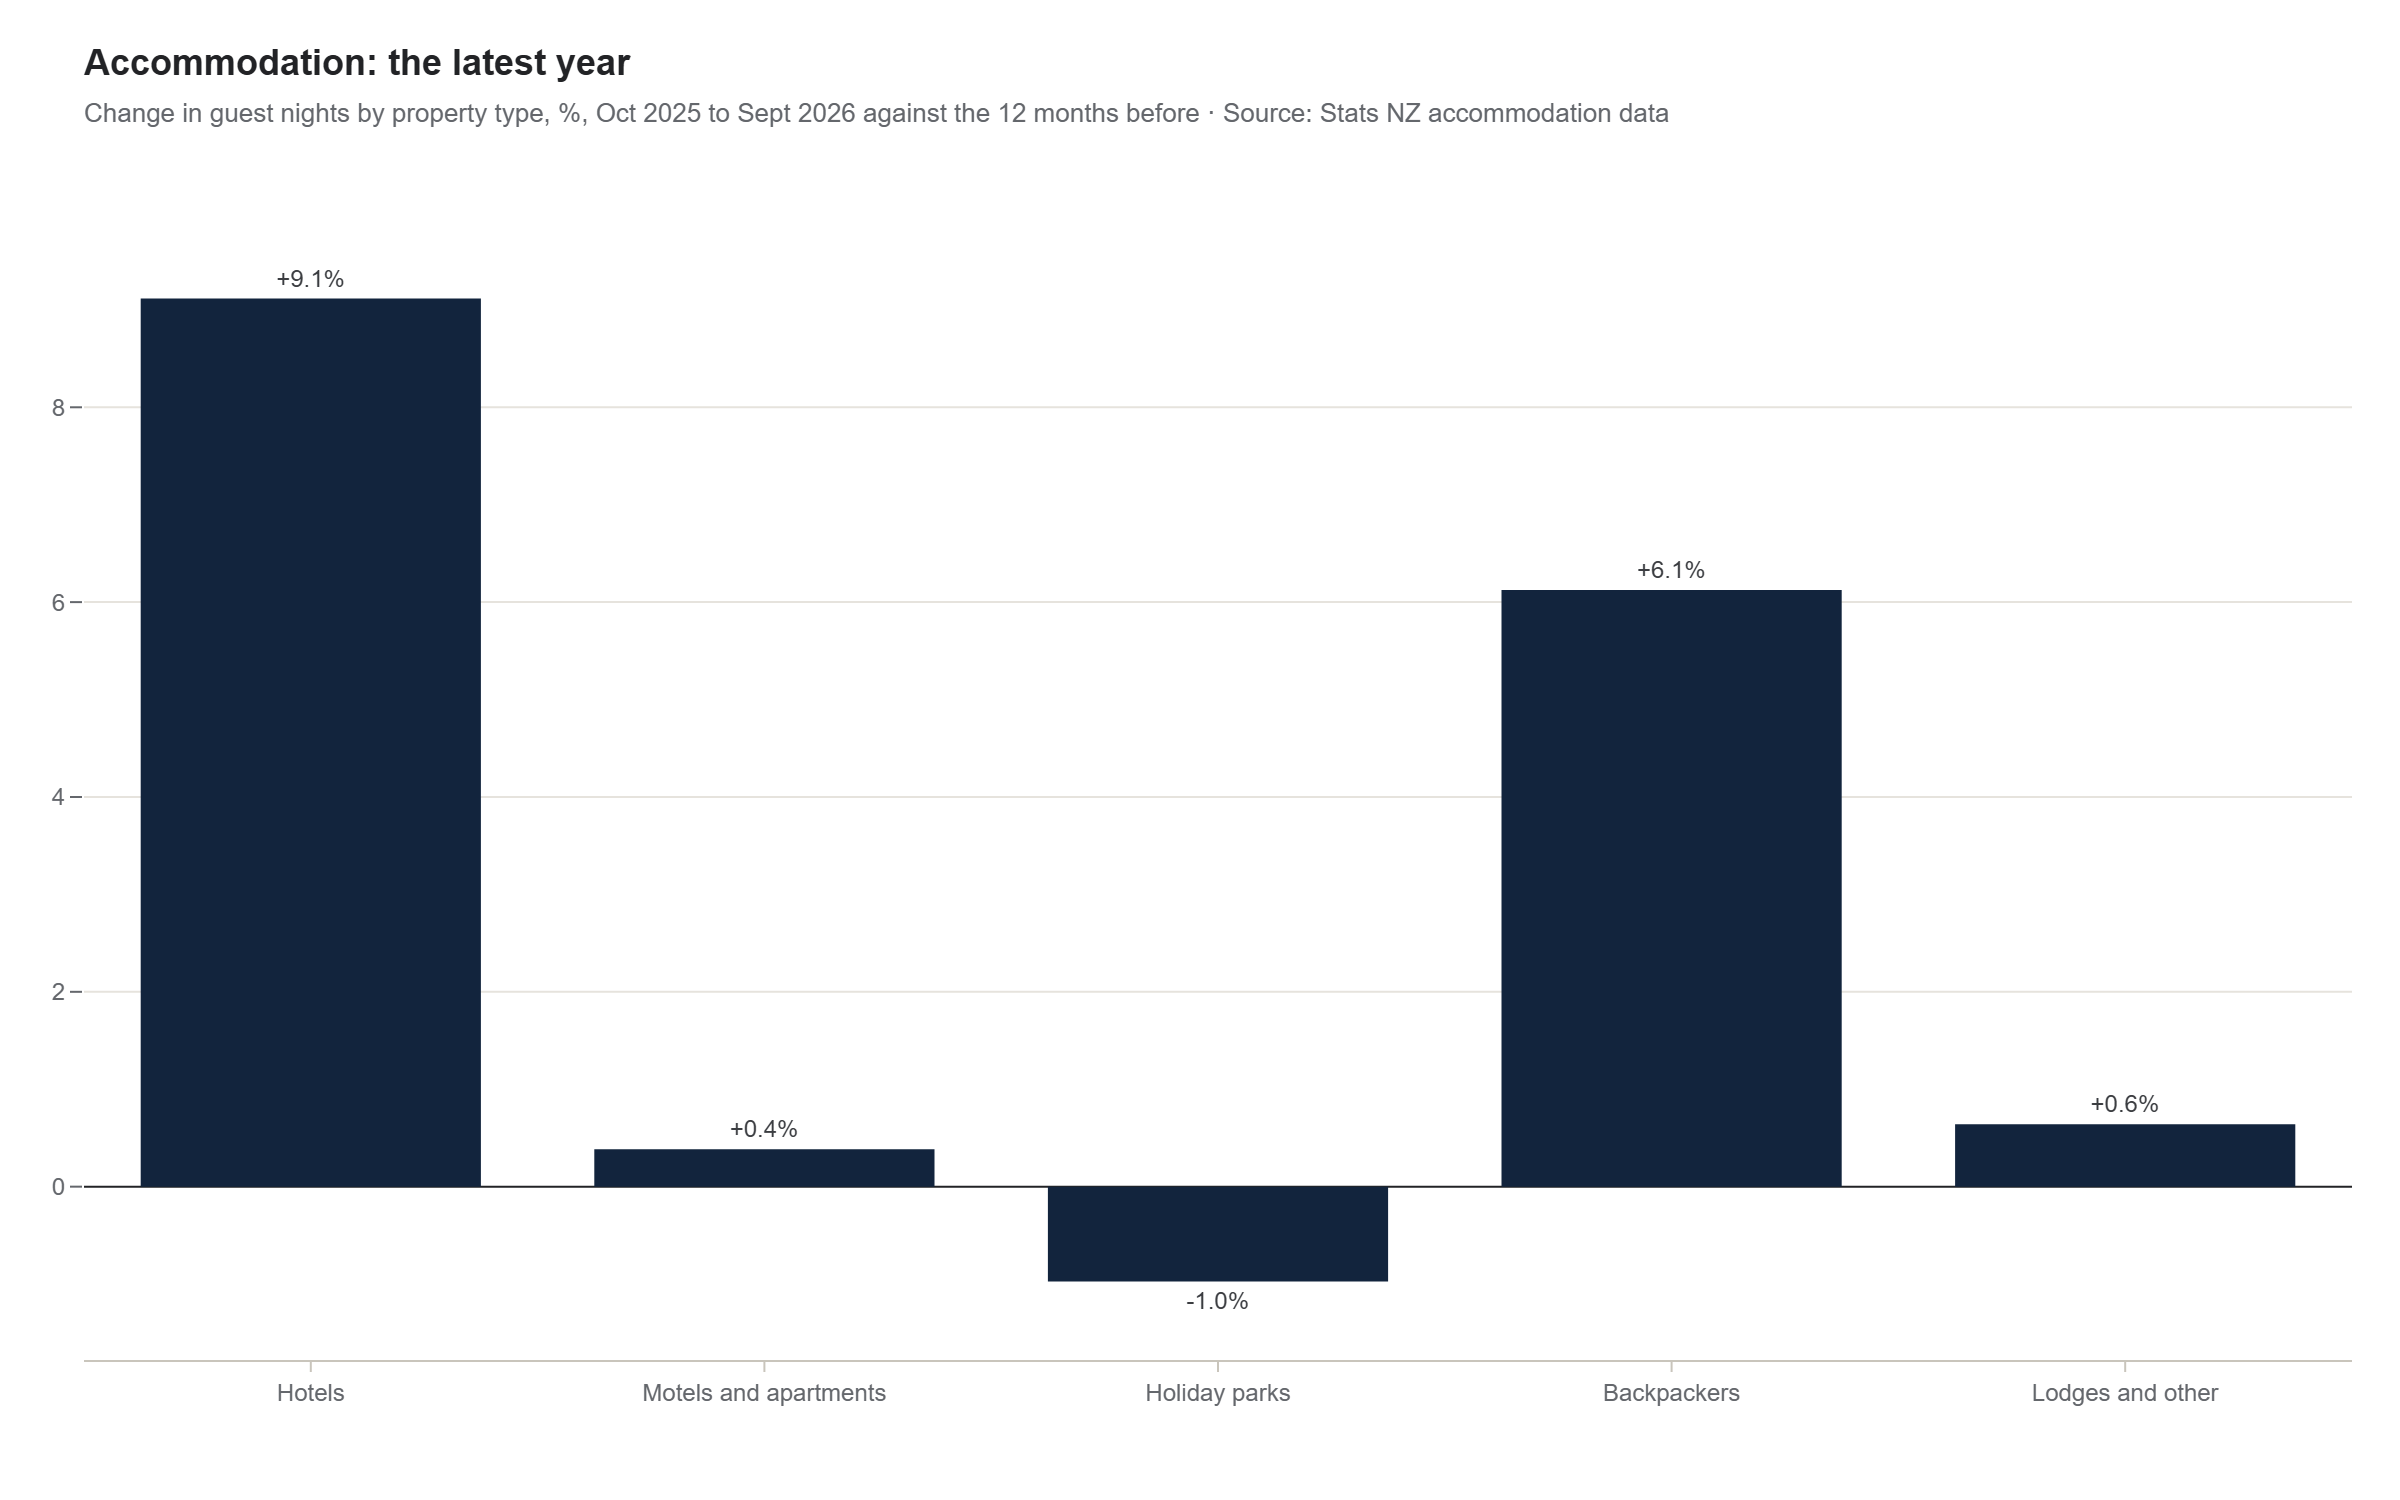 Accommodation: the latest year
Change in guest nights by property type, %, Oct 2025 to Sept 2026 against the 12 months before · Source: Stats NZ accommodation data
+9.1%
8
+6.1%
6
4
2
+0.4%
+0.6%
0
-1.0%
Hotels
Motels and apartments
Holiday parks
Backpackers
Lodges and other